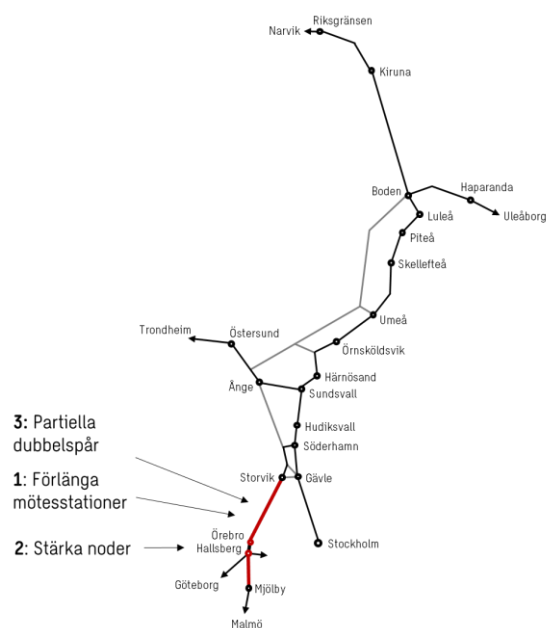 Riksgränsen
Narvik
Kiruna
Boden
Haparanda
Luleå
Uleåborg
Piteå
Skellefteå
Umeå
Trondheim
Östersund
Örnsköldsvik
Härnösand
Ånge
Sundsvall
3: Partiella
dubbelspår
Hudiksvall
Söderhamn
1: Förlänga
mötesstationer
Storvik
Gävle
Örebro
2: Stärka noder
Hallsberg
Stockholm
Göteborg
Mjölby
Malmö